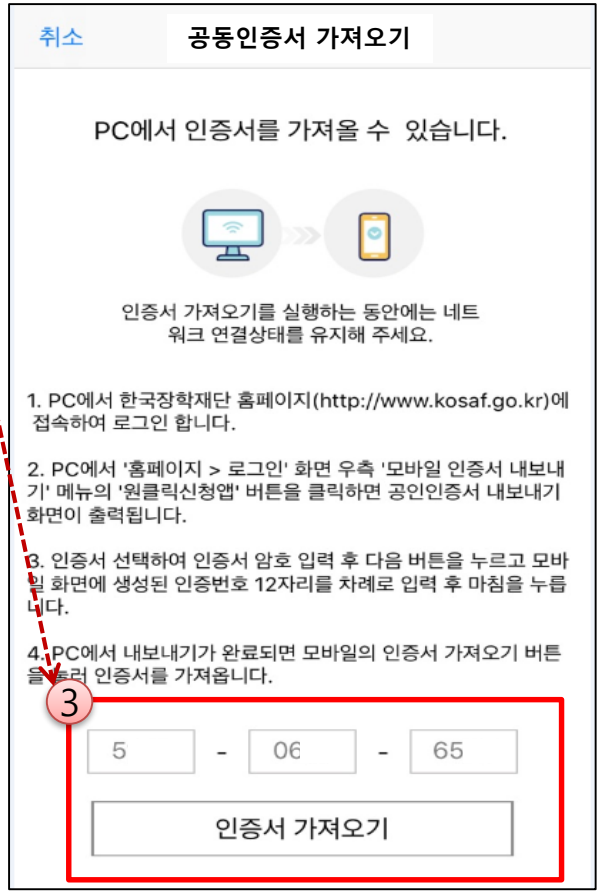 취소
공동인증서 가져오기
PC에서 인증서를 가져올 수 있습니다.
인증서 가져오기를 실행하는 동안에는 네트
워크 연결상태를 유지해 주세요.
1. PC에서 한국장학재단 홈페이지(http://www.kosaf.go.kr)에
접속하여 로그인 합니다.
2. PC에서 '홈페이지 > 로그인' 화면 우측 '모바일 인증서 내보내
기' 메뉴의 '원클릭신청앱' 버튼을 클릭하면 공인인증서 내보내기
화면이 출력됩니다.
3. 인증서 선택하여 인증서 암호 입력 후 다음 버튼을 누르고 모바
일 화면에 생성된 인증번호 12자리를 차례로 입력 후 마침을 누릅
니다.
4. PC에서 내보내기가 완료되면 모바일의 인증서 가져오기 버튼
을 눌러 인증서를 가져옵니다.
3
5 - 06 - 65
인증서 가져오기